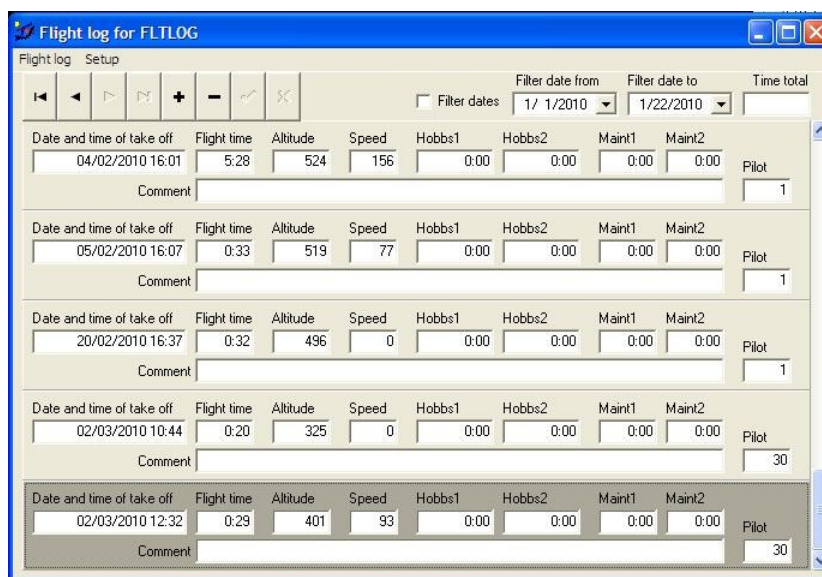 Flight log for FLTLOG
Flight log Setup
Filter date from Filter date to Time total
Filter dates 1/ 1/2010 1/22/2010
Date and time of take off Flight time Altitude Speed Hobbs1 Hobbs2 Maint1 Maint2
04/02/2010 16:01 5:28 524 156 0:00 0:00 0:00 0:00 Pilot
Comment 1
Date and time of take off Flight time Altitude Speed Hobbs1 Hobbs2 Maint1 Maint2
05/02/2010 16:07 0:33 519 77 0:00 0:00 0:00 0:00 Pilot
Comment 1
Date and time of take off Flight time Altitude Speed Hobbs1 Hobbs2 Maint1 Maint2
20/02/2010 16:37 0:32 496 0 0:00 0:00 0:00 0:00 Pilot
Comment 1
Date and time of take off Flight time Altitude Speed Hobbs1 Hobbs2 Maint1 Maint2
02/03/2010 10:44 0:20 325 0 0:00 0:00 0:00 0:00 Pilot
Comment 30
Date and time of take off Flight time Altitude Speed Hobbs1 Hobbs2 Maint1 Maint2
02/03/2010 12:32 0:29 401 93 0:00 0:00 0:00 0:00 Pilot
Comment 30